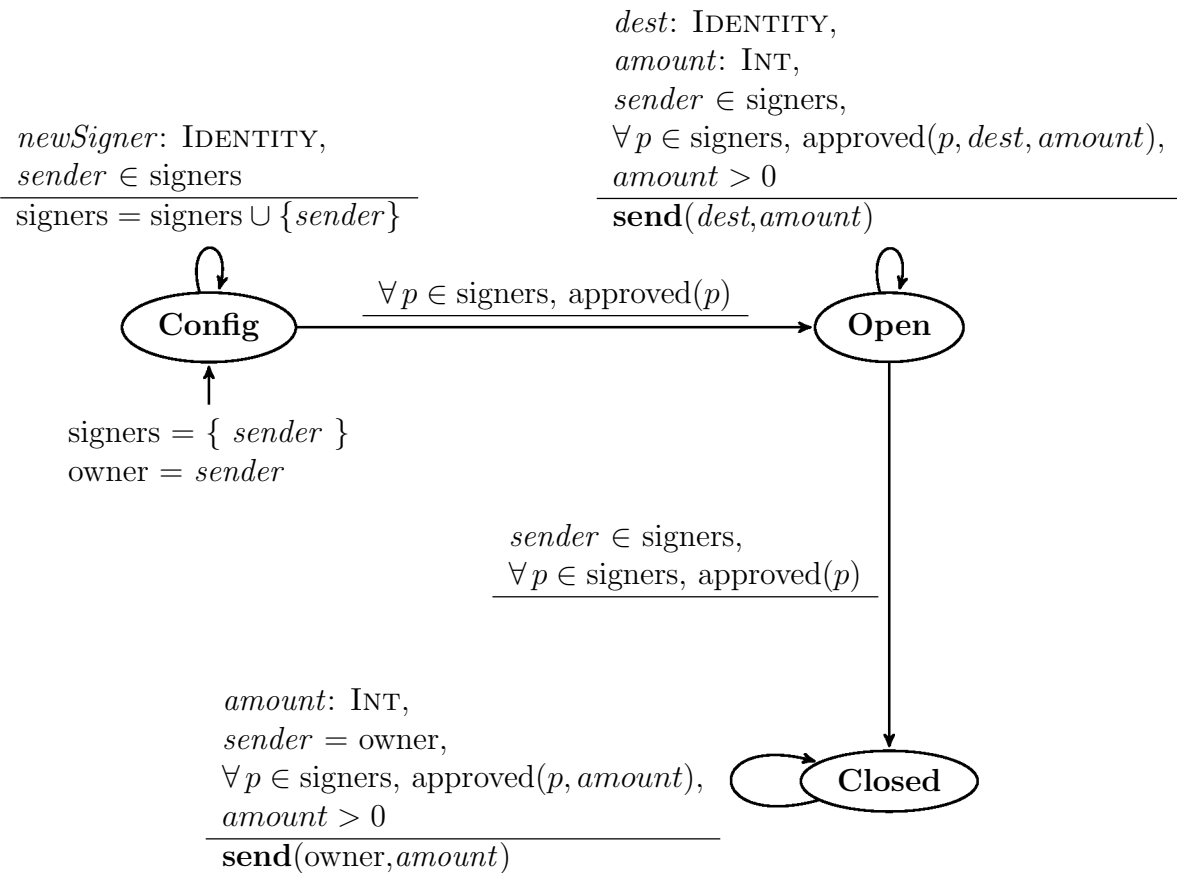 dest: IDENTITY,
amount: INT,
sender ∈ signers,
∀ p ∈ signers, approved(p, dest, amount),
amount > 0
send(dest,amount)
newSigner: IDENTITY,
sender ∈ signers
signers = signers ∪ {sender}
Config
∀ p ∈ signers, approved(p)
Open
signers = { sender }
owner = sender
sender ∈ signers,
∀ p ∈ signers, approved(p)
amount: INT,
sender = owner,
∀ p ∈ signers, approved(p, amount),
amount > 0
send(owner,amount)
Closed